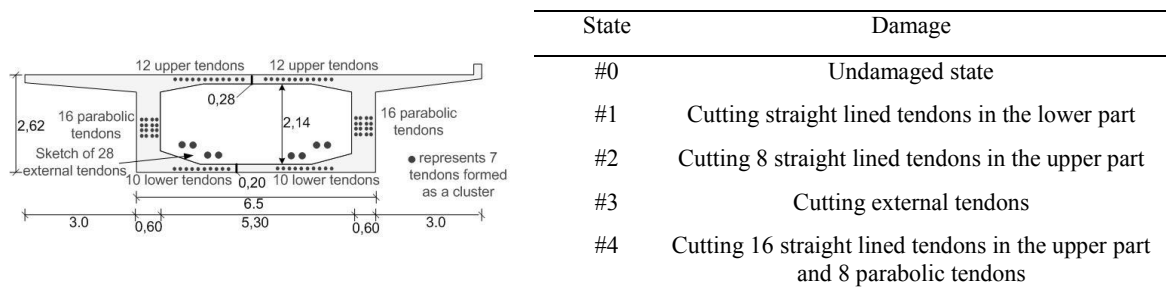 12 upper tendons 12 upper tendons
0,28
16 parabolic
tendons
16 parabolic
tendons
2,62
2,14
Sketch of 28
external tendons
● represents 7
tendons formed
as a cluster
10 lower tendons 0,20 10 lower tendons
6.5
3.0 0,60 5,30 0,60 3.0
State Damage
#0 Undamaged state
#1 Cutting straight lined tendons in the lower part
#2 Cutting 8 straight lined tendons in the upper part
#3 Cutting external tendons
#4 Cutting 16 straight lined tendons in the upper part
and 8 parabolic tendons